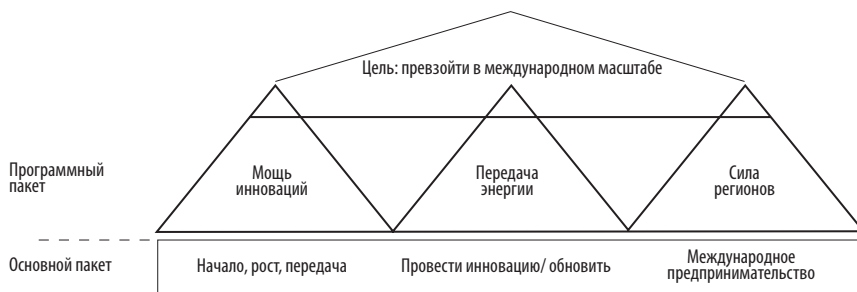 Цель: превзойти в международном масштабе
Программный
пакет
Мощь
инноваций
Передача
энергии
Сила
регионов
Основной пакет
Начало, рост, передача
Провести инновацию/ обновить
Международное
предпринимательство